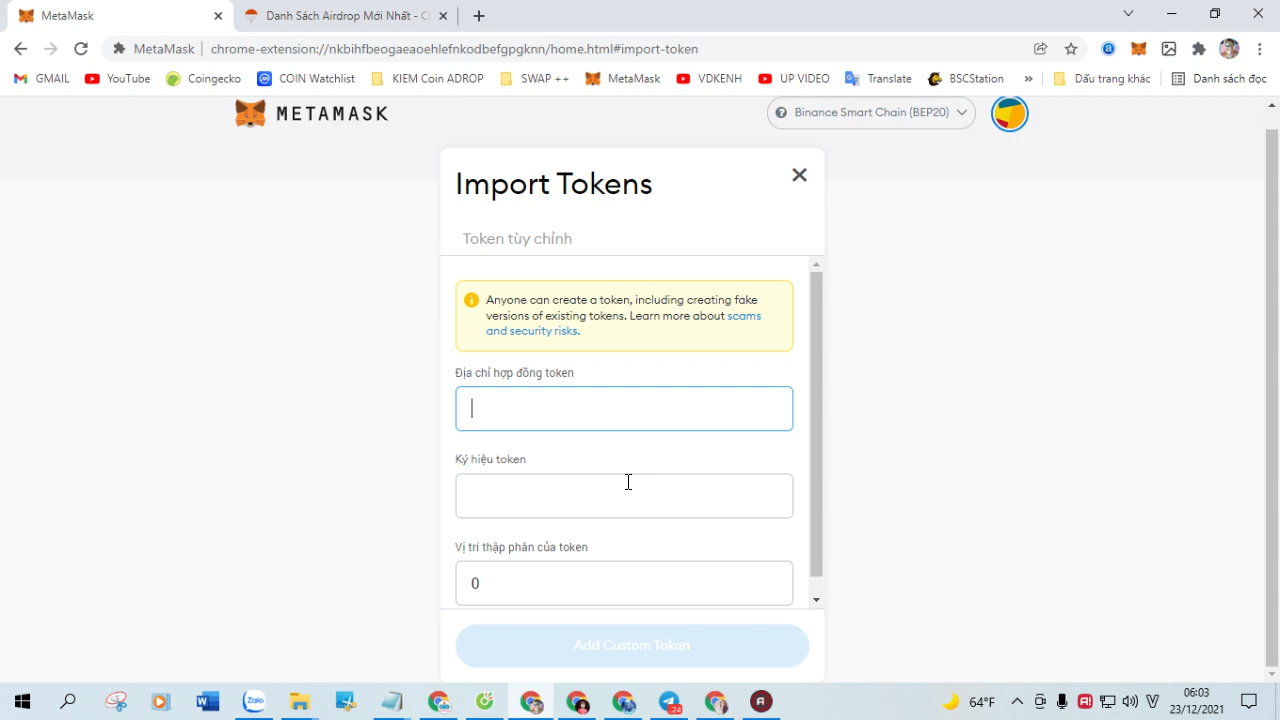 MetaMask
Danh Sách Airdrop Mới Nhất - C
MetaMask
chrome-extension://nkbihfbeogaeaoehlefnkodbefgpgknn/home.html#import-token
GMAIL
YouTube
Coingecko
COIN Watchlist
KIEM Coin ADROP
SWAP ++
MetaMask
VDKENH
UP VIDEO
Translate
BSCStation
»
Dấu trang khác
Danh sách đọc
METAMASK
Binance Smart Chain (BEP20)
Import Tokens
Token tùy chỉnh
Anyone can create a token, including creating fake
versions of existing tokens. Learn more about scams
and security risks.
Địa chỉ hợp đồng token
Ký hiệu token
Vị trí thập phân của token
0
Add Custom Token
Zalo
24
64°F
06:03
23/12/2021